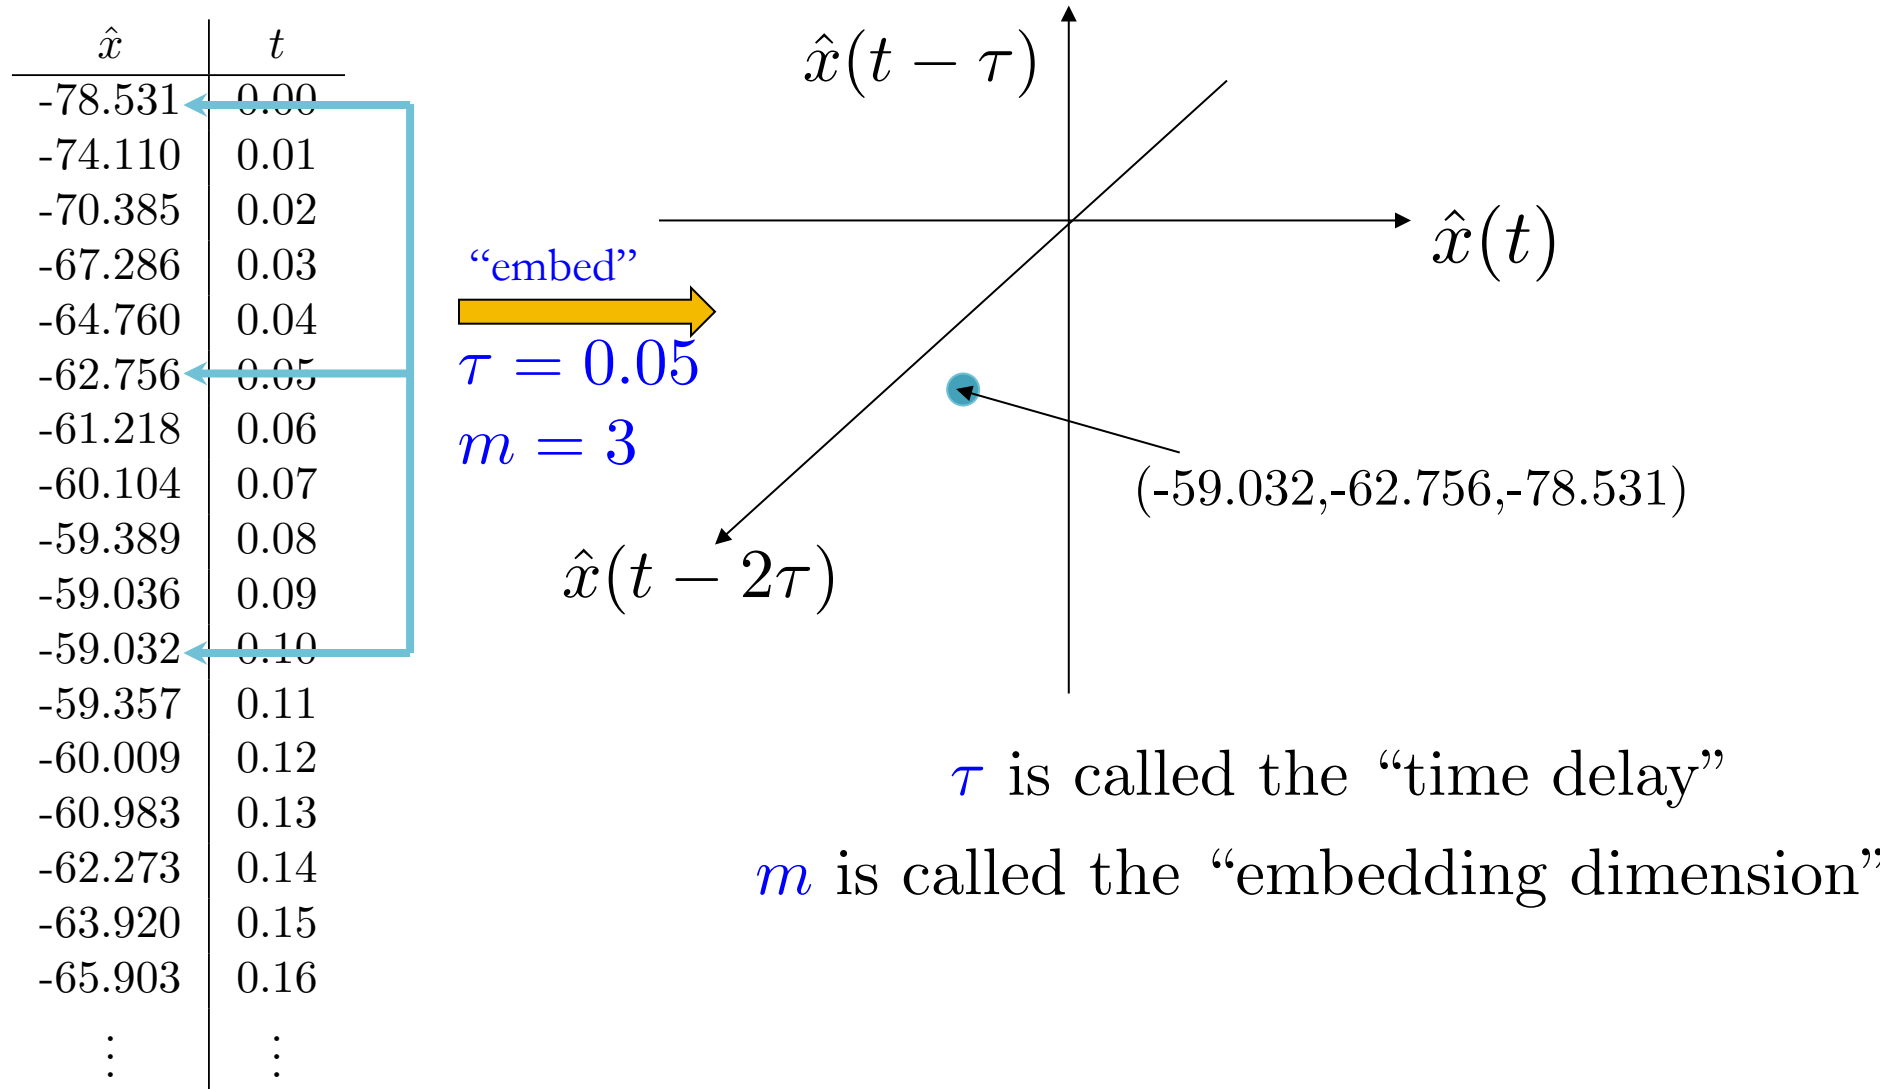 x̂ t
-78.531 0.00
-74.110 0.01
-70.385 0.02
-67.286 0.03
-64.760 0.04
-62.756 0.05
-61.218 0.06
-60.104 0.07
-59.389 0.08
-59.036 0.09
-59.032 0.10
-59.357 0.11
-60.009 0.12
-60.983 0.13
-62.273 0.14
-63.920 0.15
-65.903 0.16
⋮ ⋮
“embed”
τ = 0.05
m = 3
x̂(t − τ)
x̂(t)
(-59.032,-62.756,-78.531)
x̂(t − 2τ)
τ is called the “time delay”
m is called the “embedding dimension”